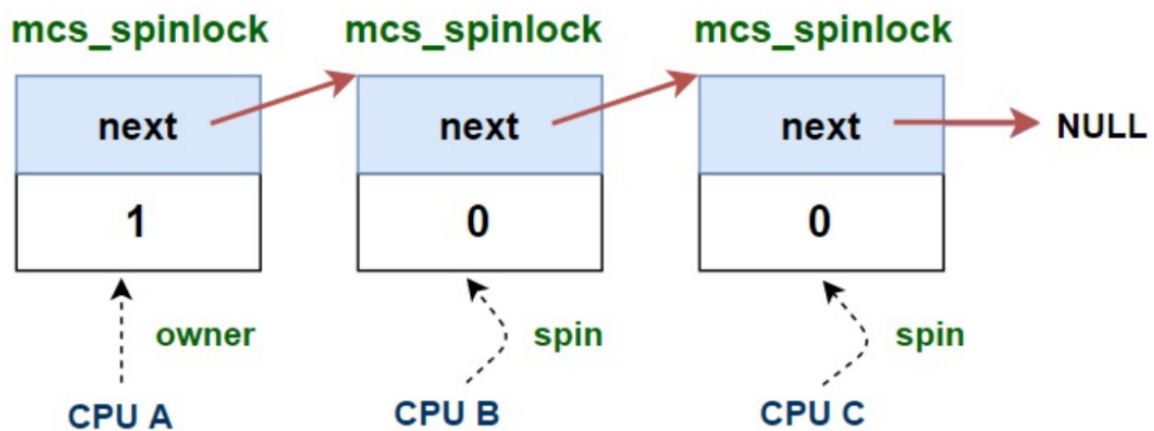 mcs_spinlock mcs_spinlock mcs_spinlock
next next next NULL
1 0 0
owner spin spin
CPU A CPU B CPU C